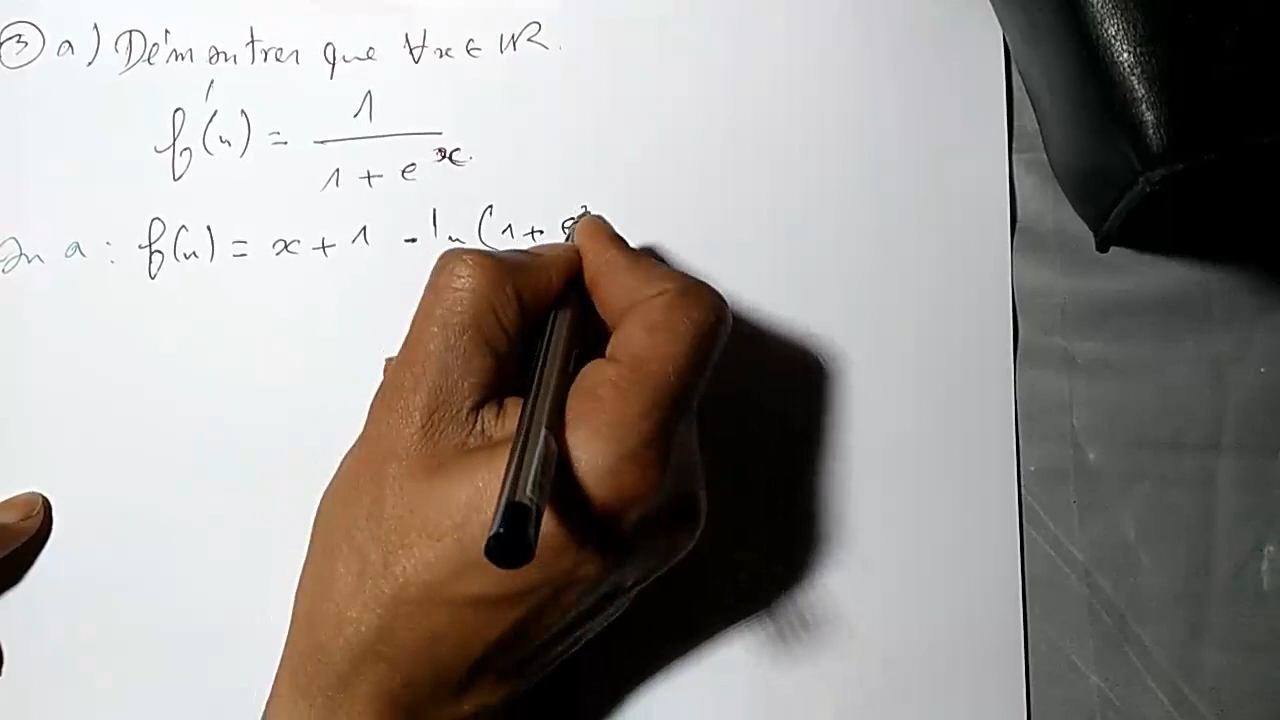 ③ a) Démontrer que ∀x ∈ ℝ.
f'(x) = 1 / (1 + e^x.
On a : f(x) = x + 1 - ln (1 + e